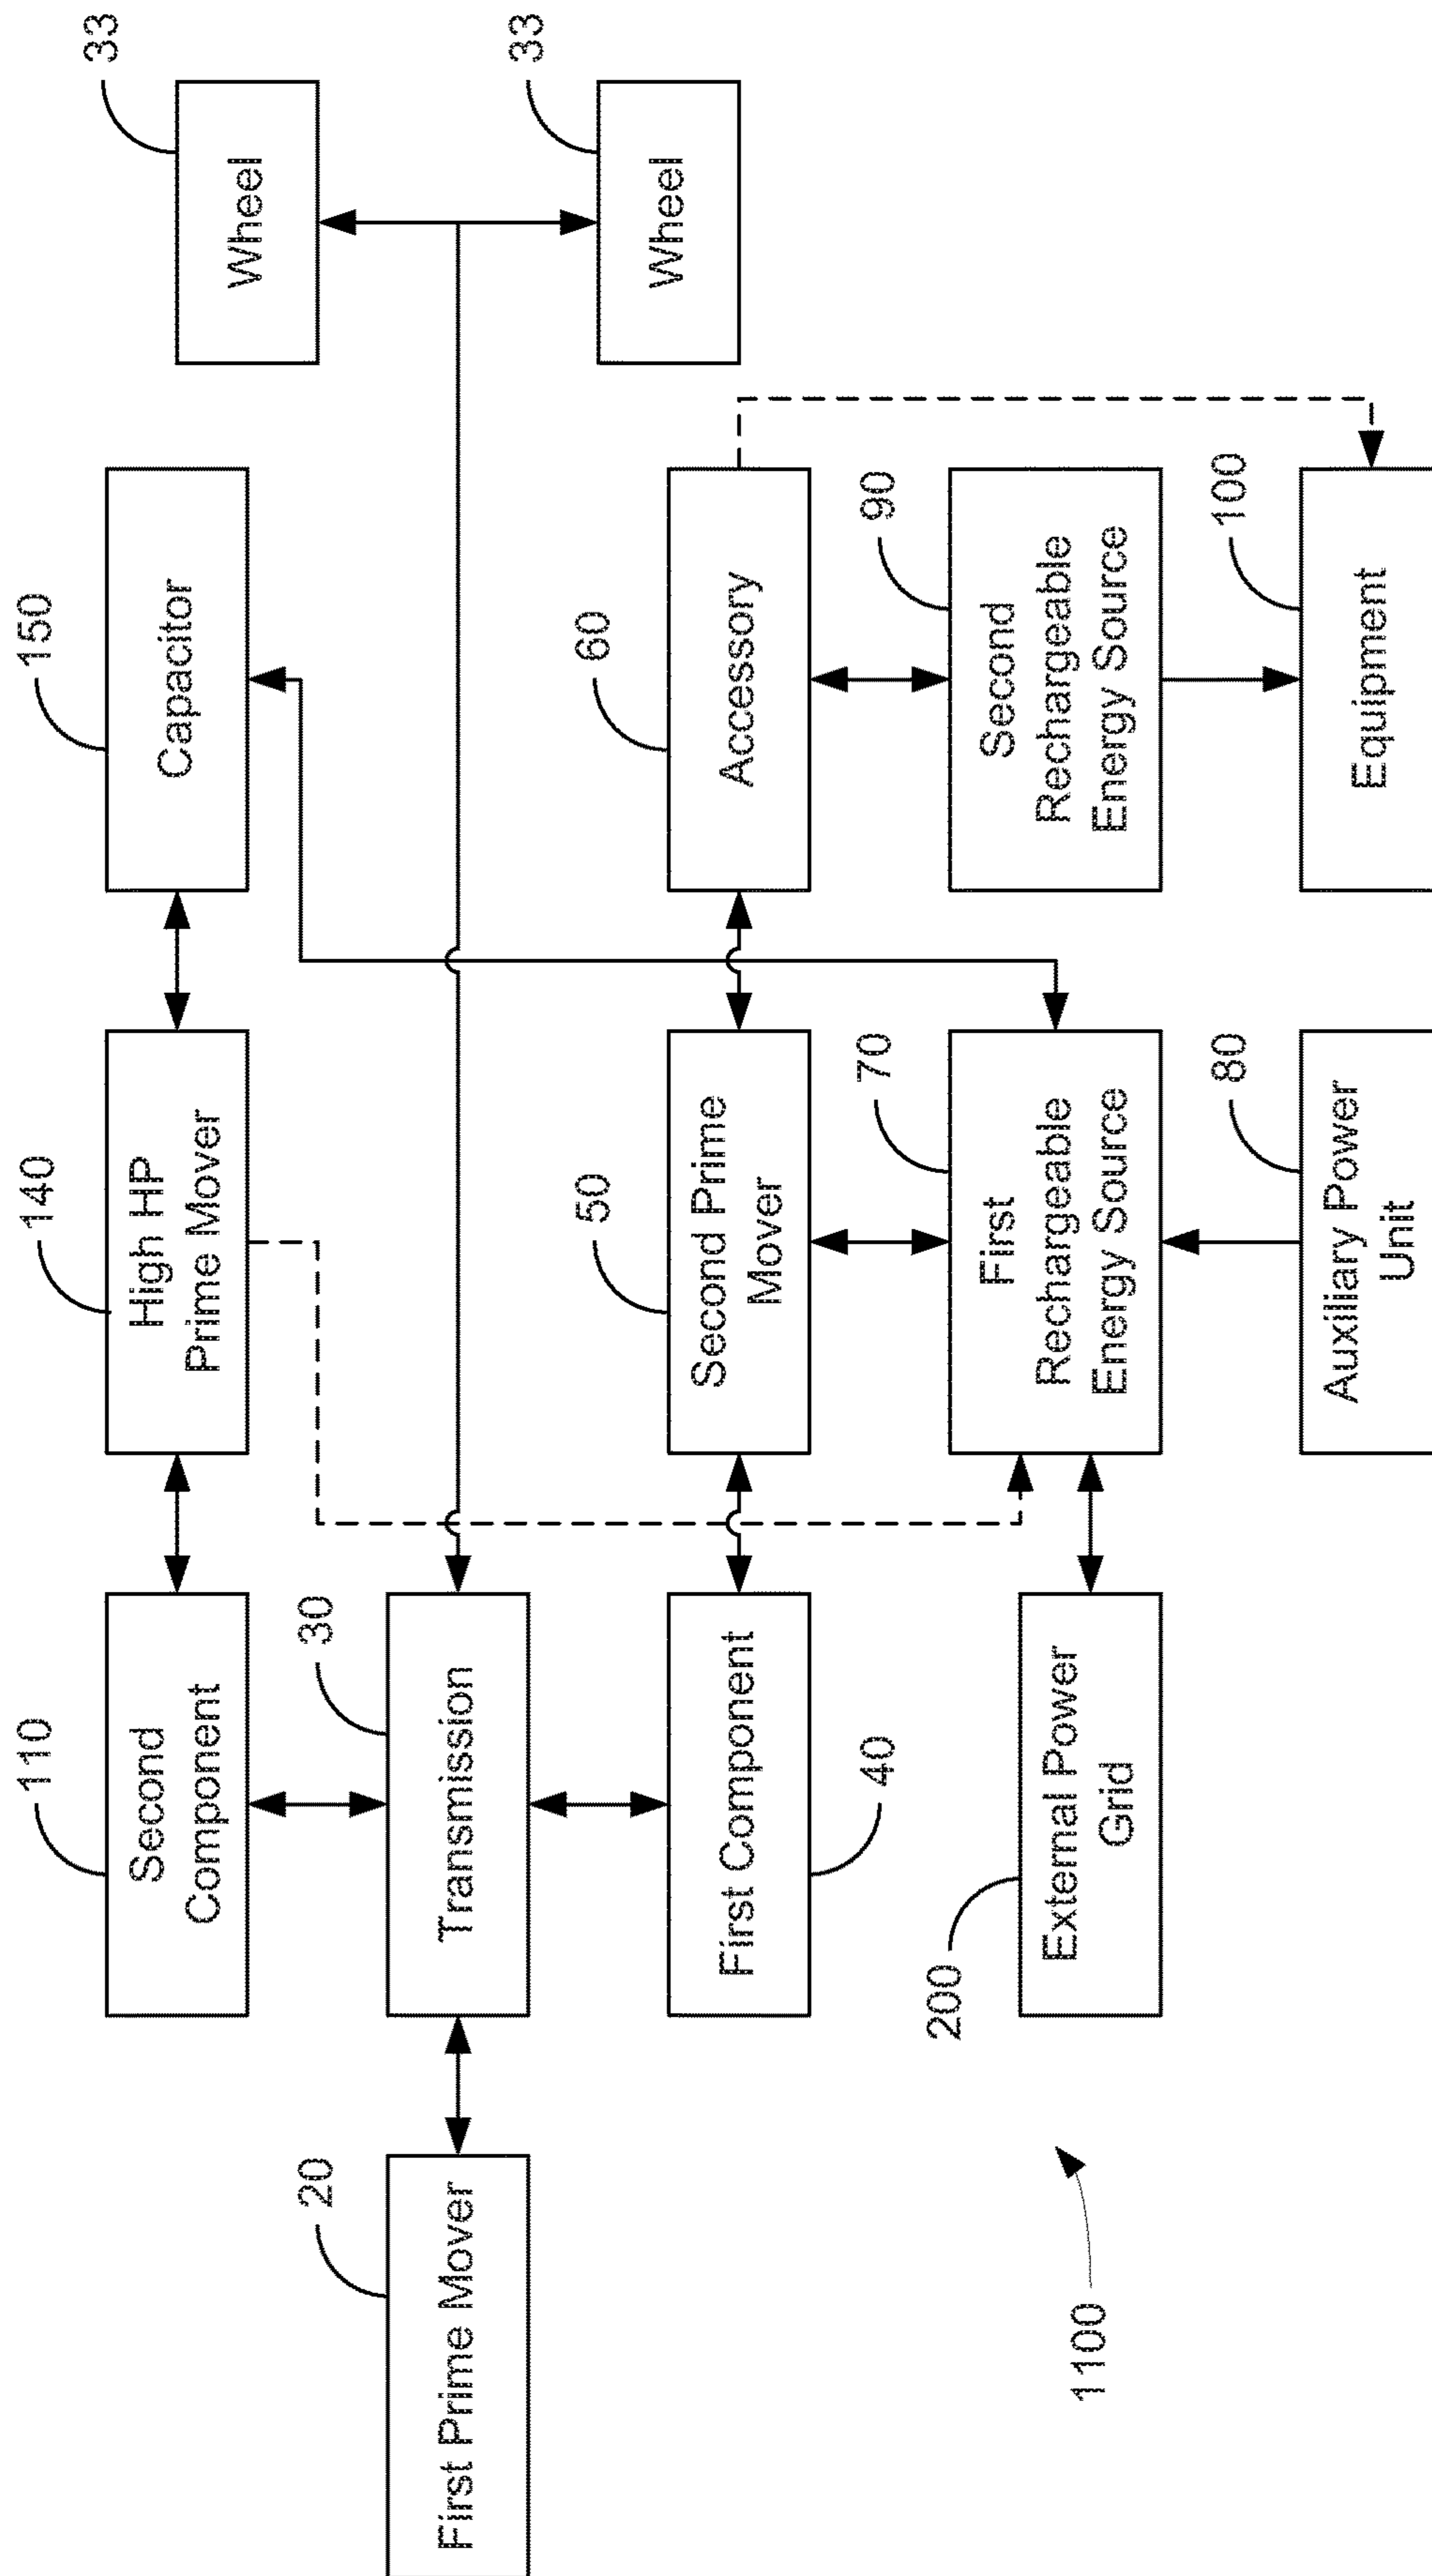 110
Second
Component
140
High HP
Prime Mover
150
Capacitor
33
Wheel
20
First Prime Mover
30
Transmission
33
Wheel
40
First Component
50
Second Prime
Mover
60
Accessory
200
External Power
Grid
70
First
Rechargeable
Energy Source
90
Second
Rechargeable
Energy Source
80
Auxiliary Power
Unit
100
Equipment
1100